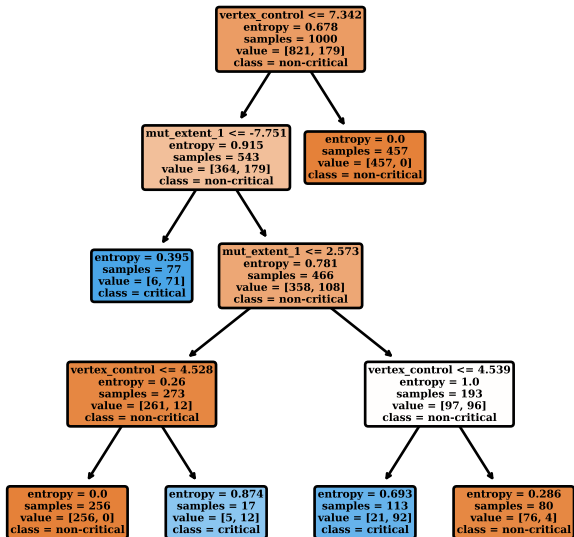 vertex_control <= 7.342
entropy = 0.678
samples = 1000
value = [821, 179]
class = non-critical
mut_extent_1 <= -7.751
entropy = 0.915
samples = 543
value = [364, 179]
class = non-critical
entropy = 0.0
samples = 457
value = [457, 0]
class = non-critical
entropy = 0.395
samples = 77
value = [6, 71]
class = critical
mut_extent_1 <= 2.573
entropy = 0.781
samples = 466
value = [358, 108]
class = non-critical
vertex_control <= 4.528
entropy = 0.26
samples = 273
value = [261, 12]
class = non-critical
vertex_control <= 4.539
entropy = 1.0
samples = 193
value = [97, 96]
class = non-critical
entropy = 0.0
samples = 256
value = [256, 0]
class = non-critical
entropy = 0.874
samples = 17
value = [5, 12]
class = critical
entropy = 0.693
samples = 113
value = [21, 92]
class = critical
entropy = 0.286
samples = 80
value = [76, 4]
class = non-critical